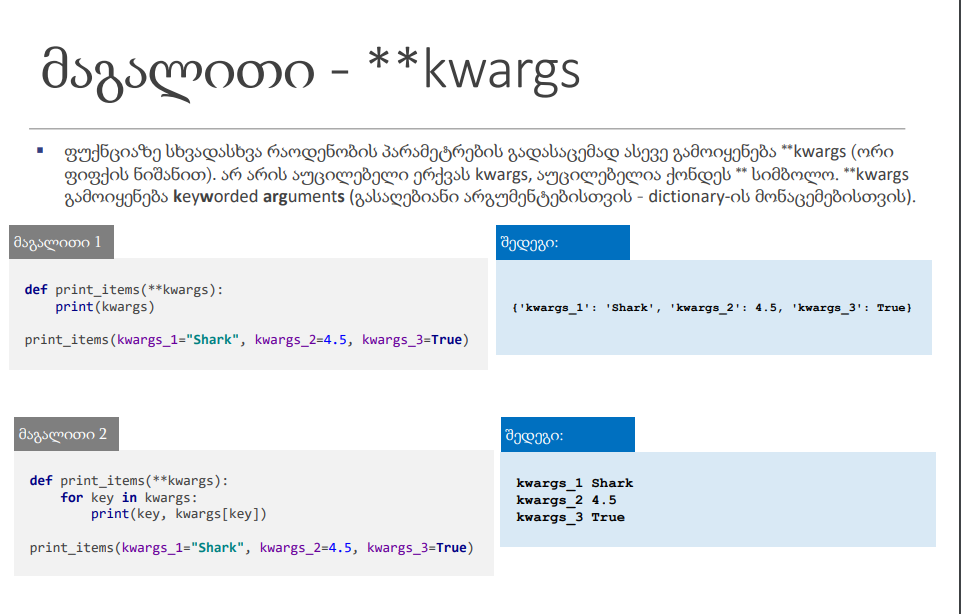 მაგალითი - **kwargs
▪ ფუქნციაზე სხვადასხვა რაოდენობის პარამეტრების გადასაცემად ასევე გამოიყენება **kwargs (ორი
ფიფქის ნიშანით). არ არის აუცილებელი ერქვას kwargs, აუცილებელია ქონდეს ** სიმბოლო. **kwargs
გამოიყენება keyworded arguments (გასაღებიანი არგუმენტებისთვის - dictionary-ის მონაცემებისთვის).
მაგალითი 1
def print_items(**kwargs):
    print(kwargs)
print_items(kwargs_1="Shark", kwargs_2=4.5, kwargs_3=True)
შედეგი:
{'kwargs_1': 'Shark', 'kwargs_2': 4.5, 'kwargs_3': True}
მაგალითი 2
def print_items(**kwargs):
    for key in kwargs:
        print(key, kwargs[key])
print_items(kwargs_1="Shark", kwargs_2=4.5, kwargs_3=True)
შედეგი:
kwargs_1 Shark
kwargs_2 4.5
kwargs_3 True